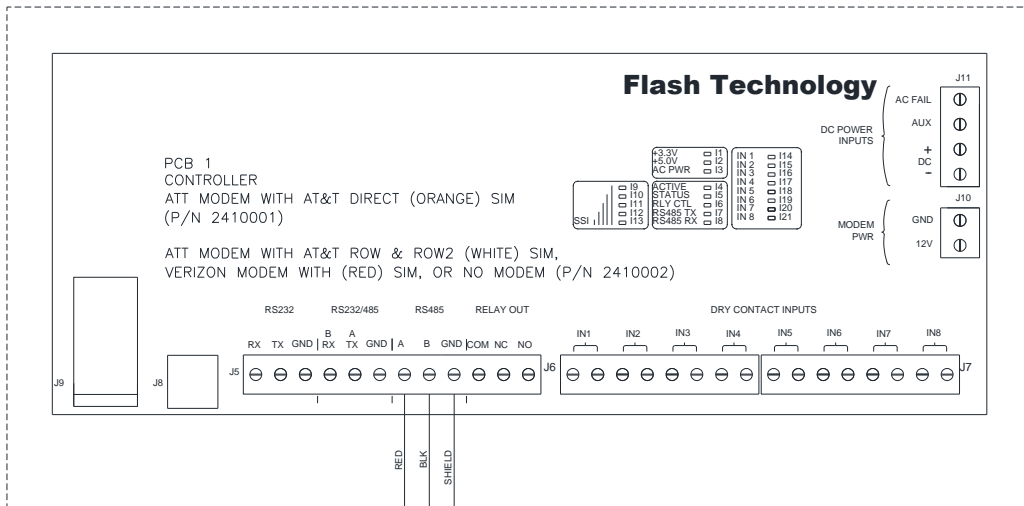 Flash Technology
J11
AC FAIL
AUX
+
DC
-
DC POWER
INPUTS
PCB 1
CONTROLLER
ATT MODEM WITH AT&T DIRECT (ORANGE) SIM
(P/N 2410001)
ATT MODEM WITH AT&T ROW & ROW2 (WHITE) SIM,
VERIZON MODEM WITH (RED) SIM, OR NO MODEM (P/N 2410002)
+3.3V I1
+5.0V I2
AC PWR I3
SSI
I9
I10
I11
I12
I13
ACTIVE I4
STATUS I5
RLY CTL I6
RS485 TX I7
RS485 RX I8
IN 1 I14
IN 2 I15
IN 3 I16
IN 4 I17
IN 5 I18
IN 6 I19
IN 7 I20
IN 8 I21
J10
GND
12V
MODEM
PWR
RS232 RS232/485 RS485 RELAY OUT
B A
RX TX GND RX TX GND A B GND COM NC NO
DRY CONTACT INPUTS
IN1 IN2 IN3 IN4 IN5 IN6 IN7 IN8
J9 J8 J5 J6 J7
RED BLK SHIELD